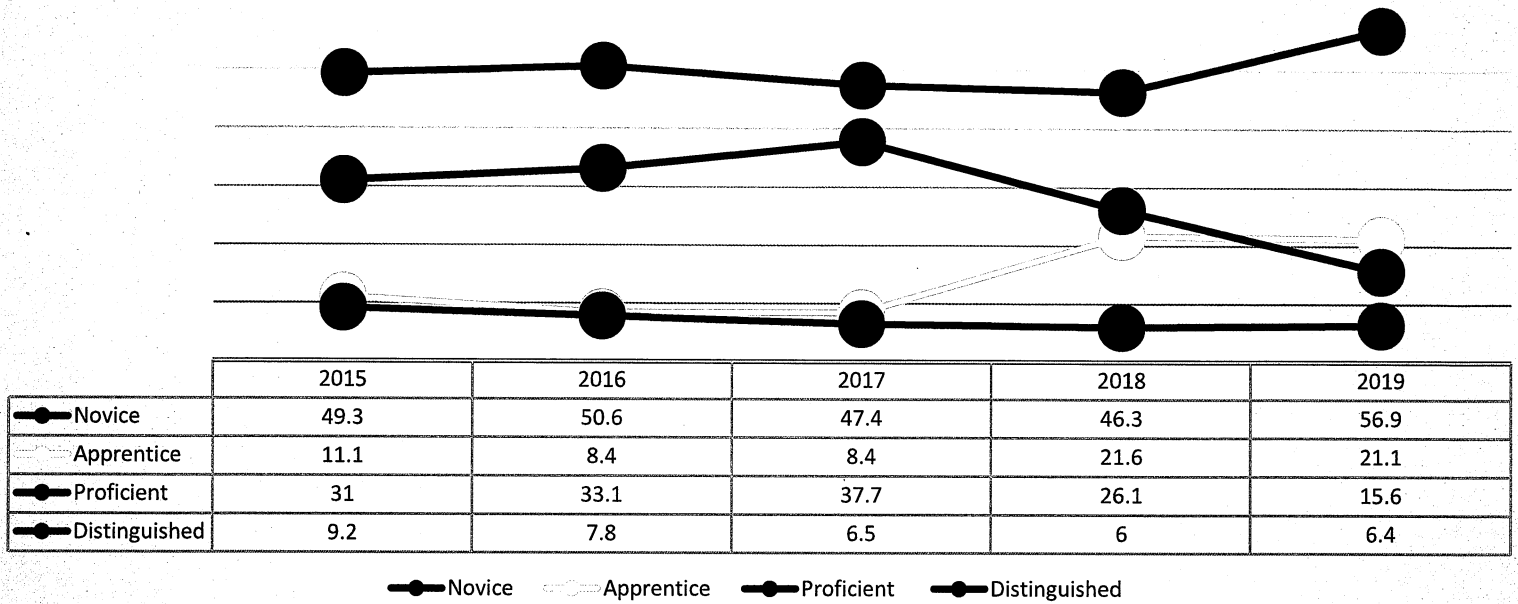 2015 2016 2017 2018 2019
Novice 49.3 50.6 47.4 46.3 56.9
Apprentice 11.1 8.4 8.4 21.6 21.1
Proficient 31 33.1 37.7 26.1 15.6
Distinguished 9.2 7.8 6.5 6 6.4
Novice Apprentice Proficient Distinguished